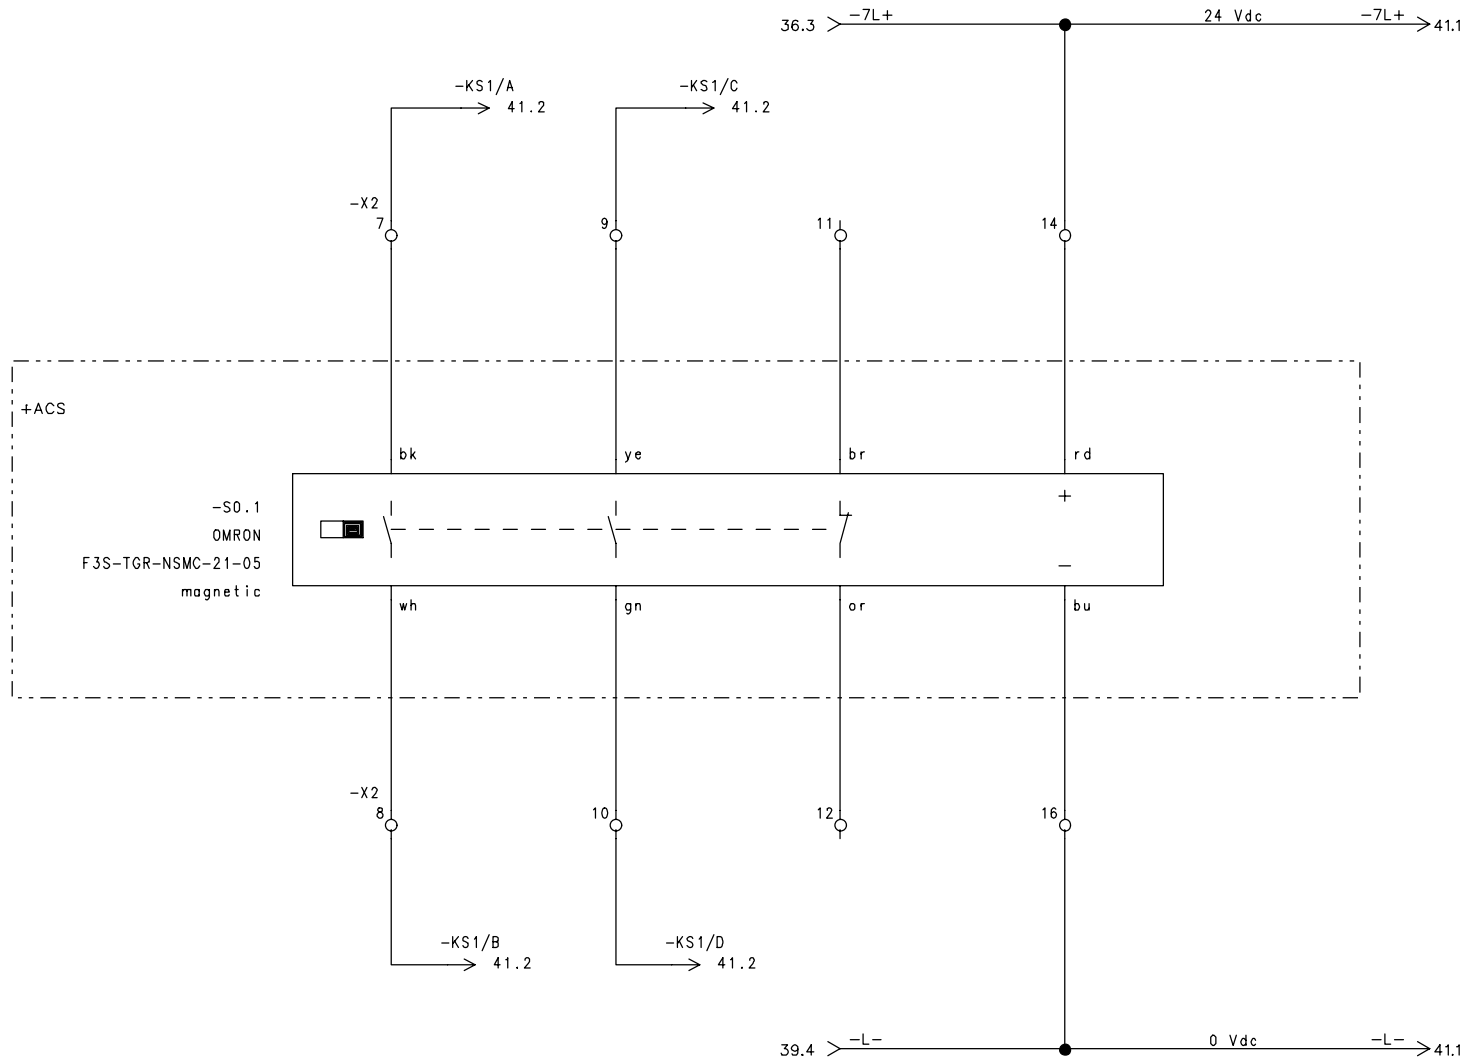 36.3 -7L+ 24 Vdc -7L+ 41.1
-KS1/A -KS1/C
41.2 41.2
-X2
7 9 11 14
+ACS
bk ye br rd
+
-S0.1
OMRON
F3S-TGR-NSMC-21-05
-
magnetic
wh gn or bu
-X2
8 10 12 16
-KS1/B -KS1/D
41.2 41.2
39.4 -L- 0 Vdc -L- 41.1